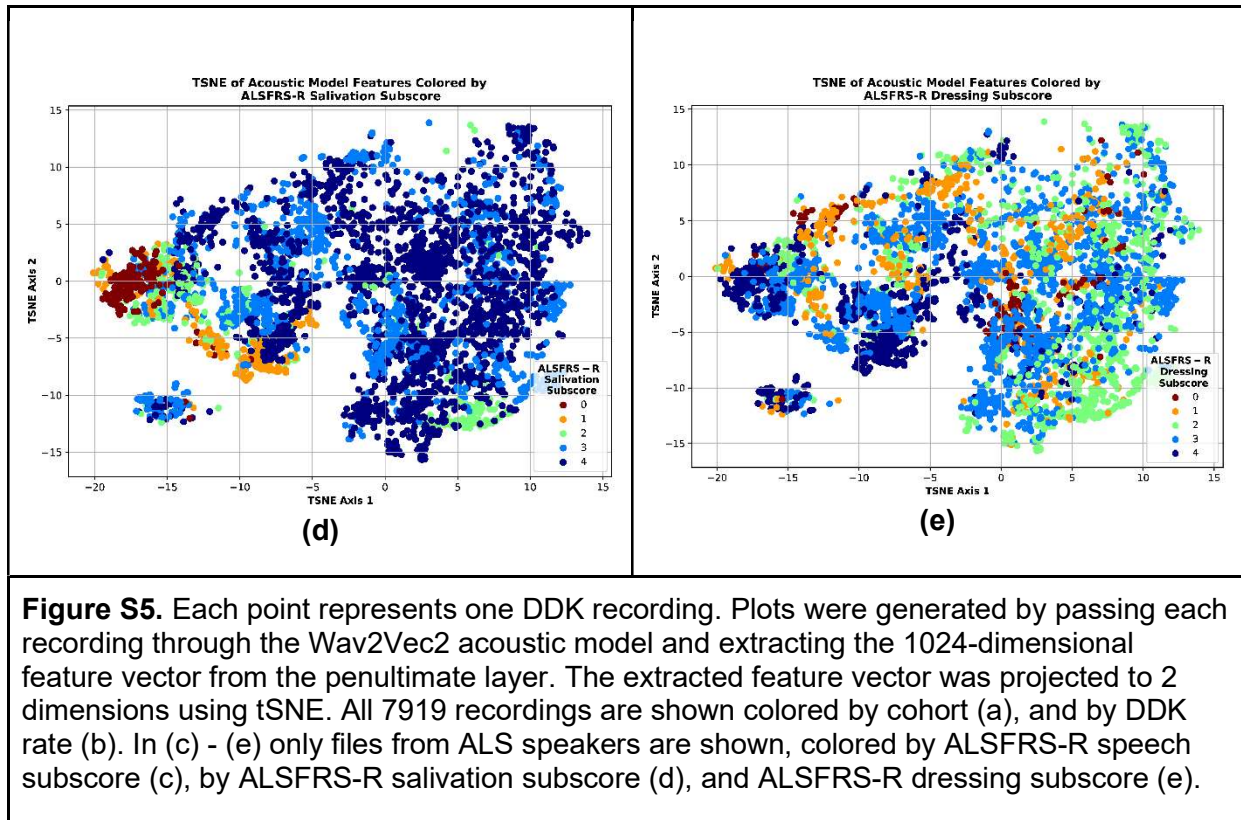 TSNE of Acoustic Model Features Colored by
ALSFRS-R Salivation Subscore
15
10
5
0
−5
−10
−15
TSNE Axis 2
ALSFRS − R
Salivation
Subscore
0
1
2
3
4
−20 −15 −10 −5 0 5 10 15
TSNE Axis 1
(d)
TSNE of Acoustic Model Features Colored by
ALSFRS-R Dressing Subscore
15
10
5
0
−5
−10
−15
TSNE Axis 2
ALSFRS − R
Dressing
Subscore
0
1
2
3
4
−20 −15 −10 −5 0 5 10 15
TSNE Axis 1
(e)
Figure S5. Each point represents one DDK recording. Plots were generated by passing each
recording through the Wav2Vec2 acoustic model and extracting the 1024-dimensional
feature vector from the penultimate layer. The extracted feature vector was projected to 2
dimensions using tSNE. All 7919 recordings are shown colored by cohort (a), and by DDK
rate (b). In (c) - (e) only files from ALS speakers are shown, colored by ALSFRS-R speech
subscore (c), by ALSFRS-R salivation subscore (d), and ALSFRS-R dressing subscore (e).